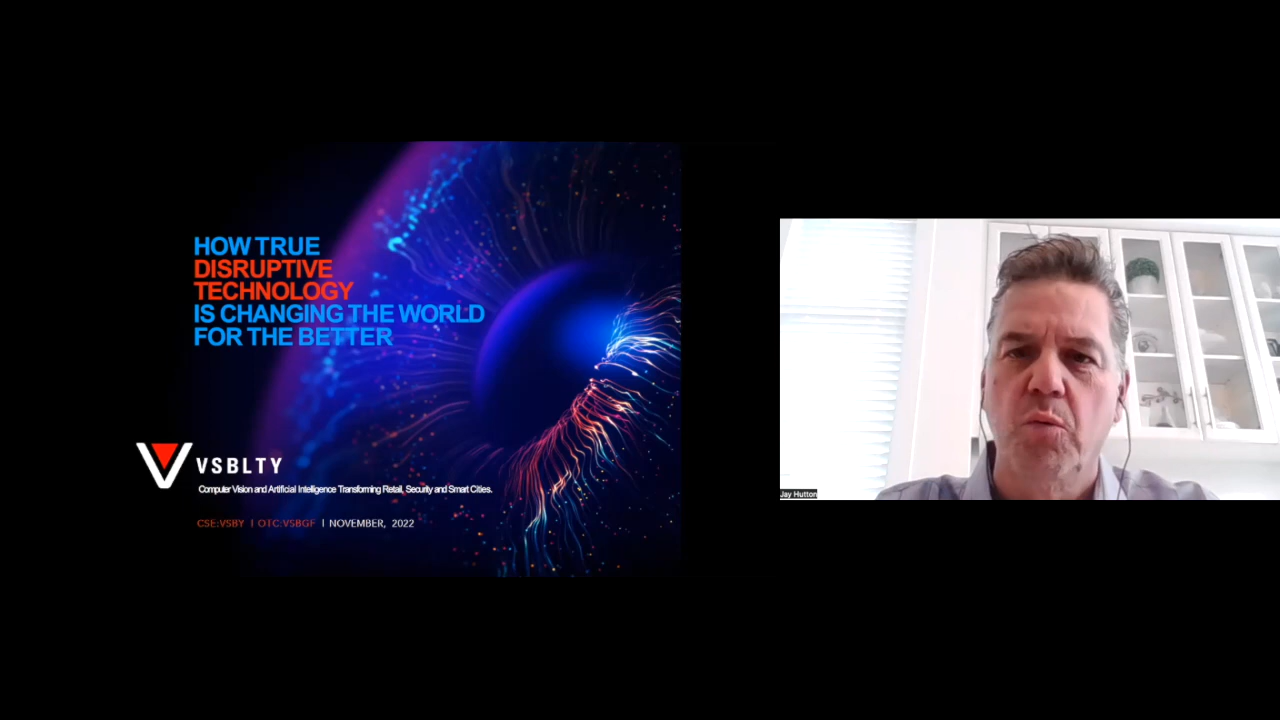 HOW TRUE
DISRUPTIVE
TECHNOLOGY
IS CHANGING THE WORLD
FOR THE BETTER
VSBLTY
Computer Vision and Artificial Intelligence Transforming Retail, Security and Smart Cities.
CSE:VSBY | OTC:VSBGF | NOVEMBER, 2022
Jay Hutton